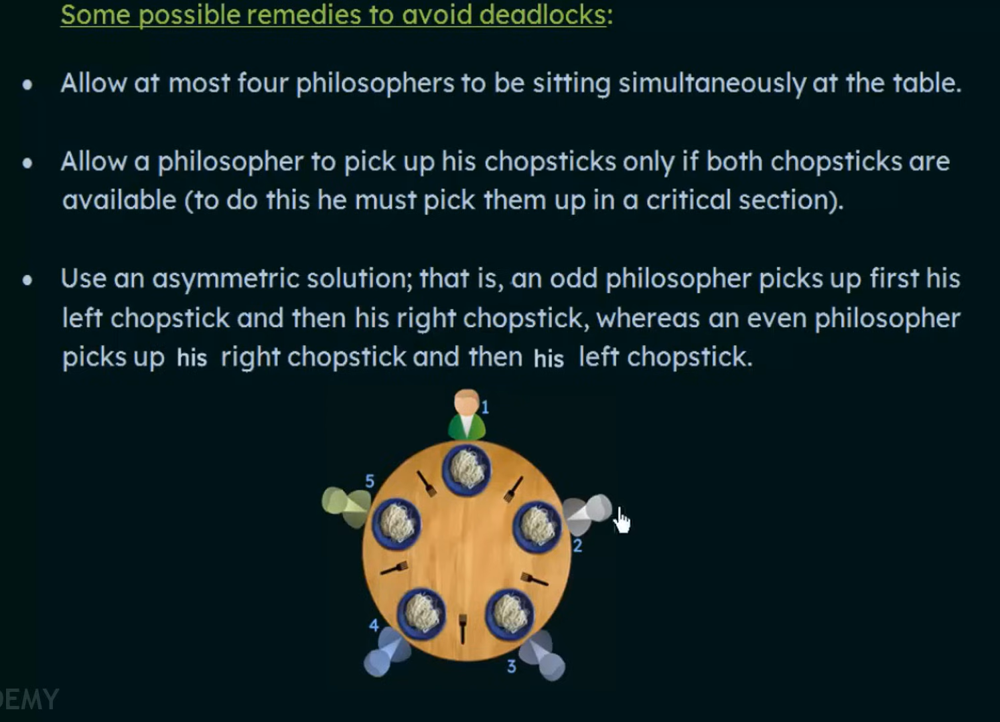 Some possible remedies to avoid deadlocks:
• Allow at most four philosophers to be sitting simultaneously at the table.
• Allow a philosopher to pick up his chopsticks only if both chopsticks are
available (to do this he must pick them up in a critical section).
• Use an asymmetric solution; that is, an odd philosopher picks up first his
left chopstick and then his right chopstick, whereas an even philosopher
picks up his right chopstick and then his left chopstick.
1
5
2
4
3
DEMY